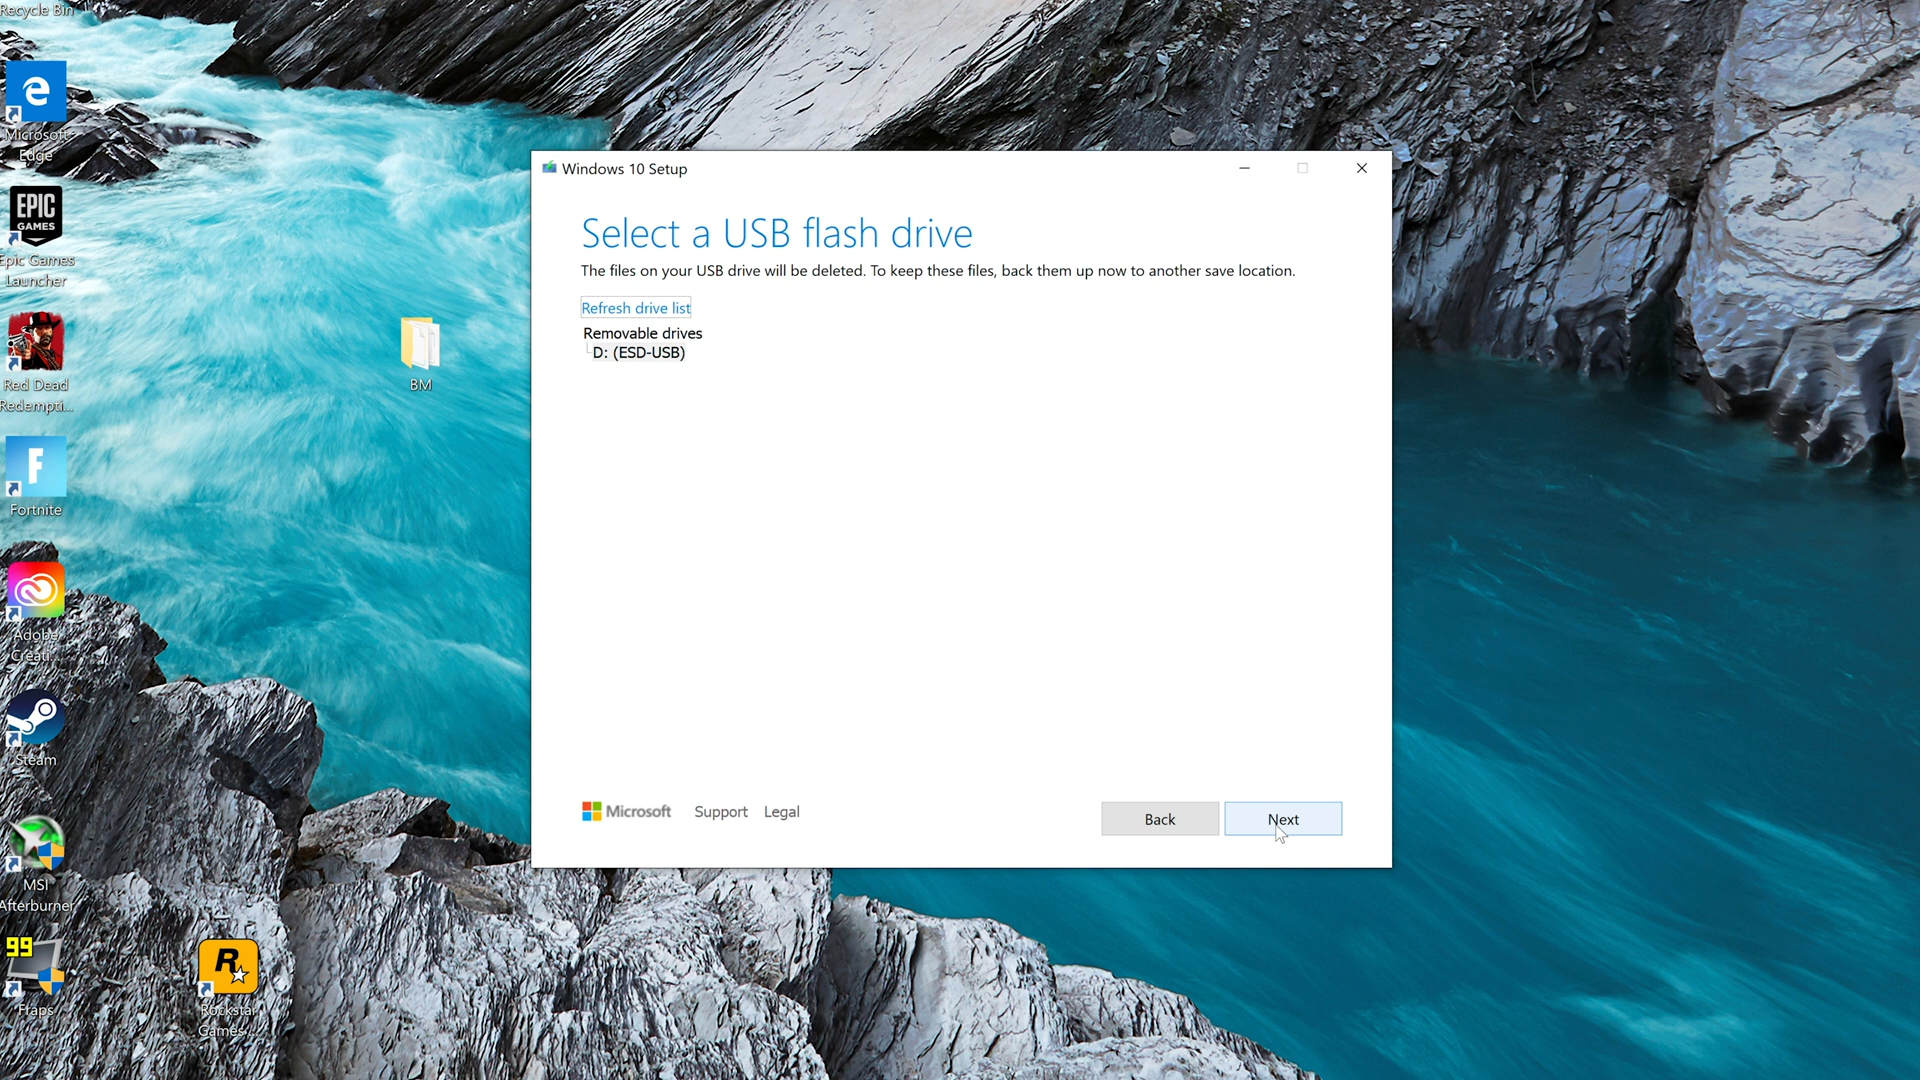 Recycle Bin
Microsoft
Edge
EPIC
GAMES
Epic Games
Launcher
Red Dead
Redempti...
F
Fortnite
Adobe
Creati...
Steam
MSI
Afterburner
99
Fraps
R
Rockstar
Games ...
BM
Windows 10 Setup
Select a USB flash drive
The files on your USB drive will be deleted. To keep these files, back them up now to another save location.
Refresh drive list
Removable drives
D: (ESD-USB)
Microsoft
Support
Legal
Back
Next